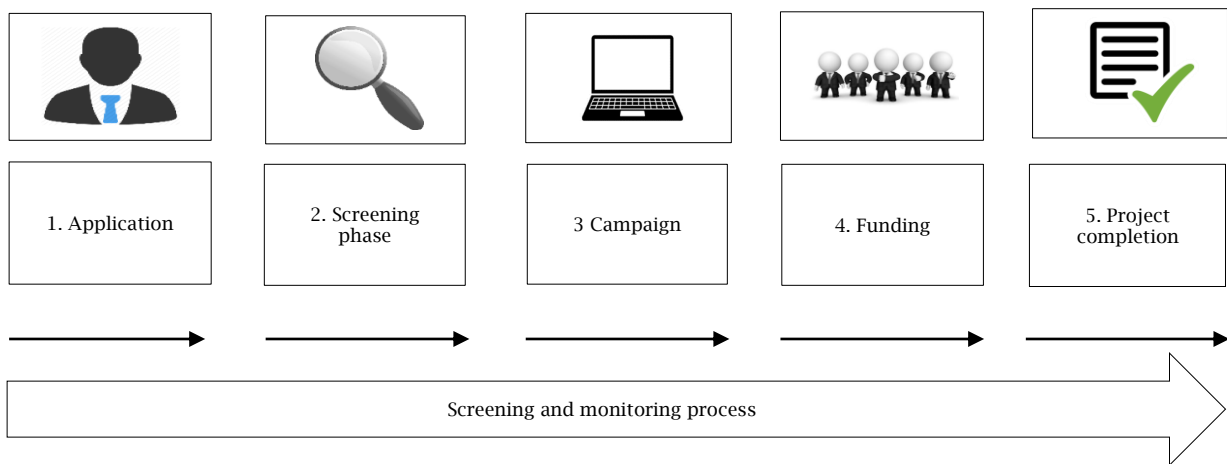 1. Application
2. Screening
phase
3 Campaign
4. Funding
5. Project
completion
Screening and monitoring process